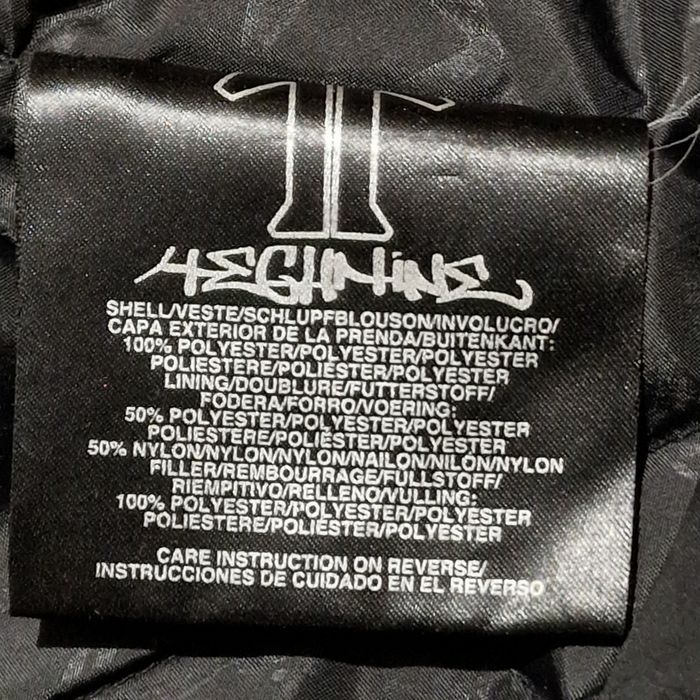 TECHNINE
SHELL/VESTE/SCHLUPFBLOUSON/INVOLUCRO/
CAPA EXTERIOR DE LA PRENDA/BUITENKANT:
100% POLYESTER/POLYESTER/POLYESTER
POLIESTERE/POLIÉSTER/POLYESTER
LINING/DOUBLURE/FUTTERSTOFF/
FODERA/FORRO/VOERING:
50% POLYESTER/POLYESTER/POLYESTER
POLIESTERE/POLIÉSTER/POLYESTER
50% NYLON/NYLON/NYLON/NAILON/NILÓN/NYLON
FILLER/REMBOURRAGE/FULLSTOFF/
RIEMPITIVO/RELLENO/VULLING:
100% POLYESTER/POLYESTER/POLYESTER
POLIESTERE/POLIÉSTER/POLYESTER
CARE INSTRUCTION ON REVERSE/
INSTRUCCIONES DE CUIDADO EN EL REVERSO